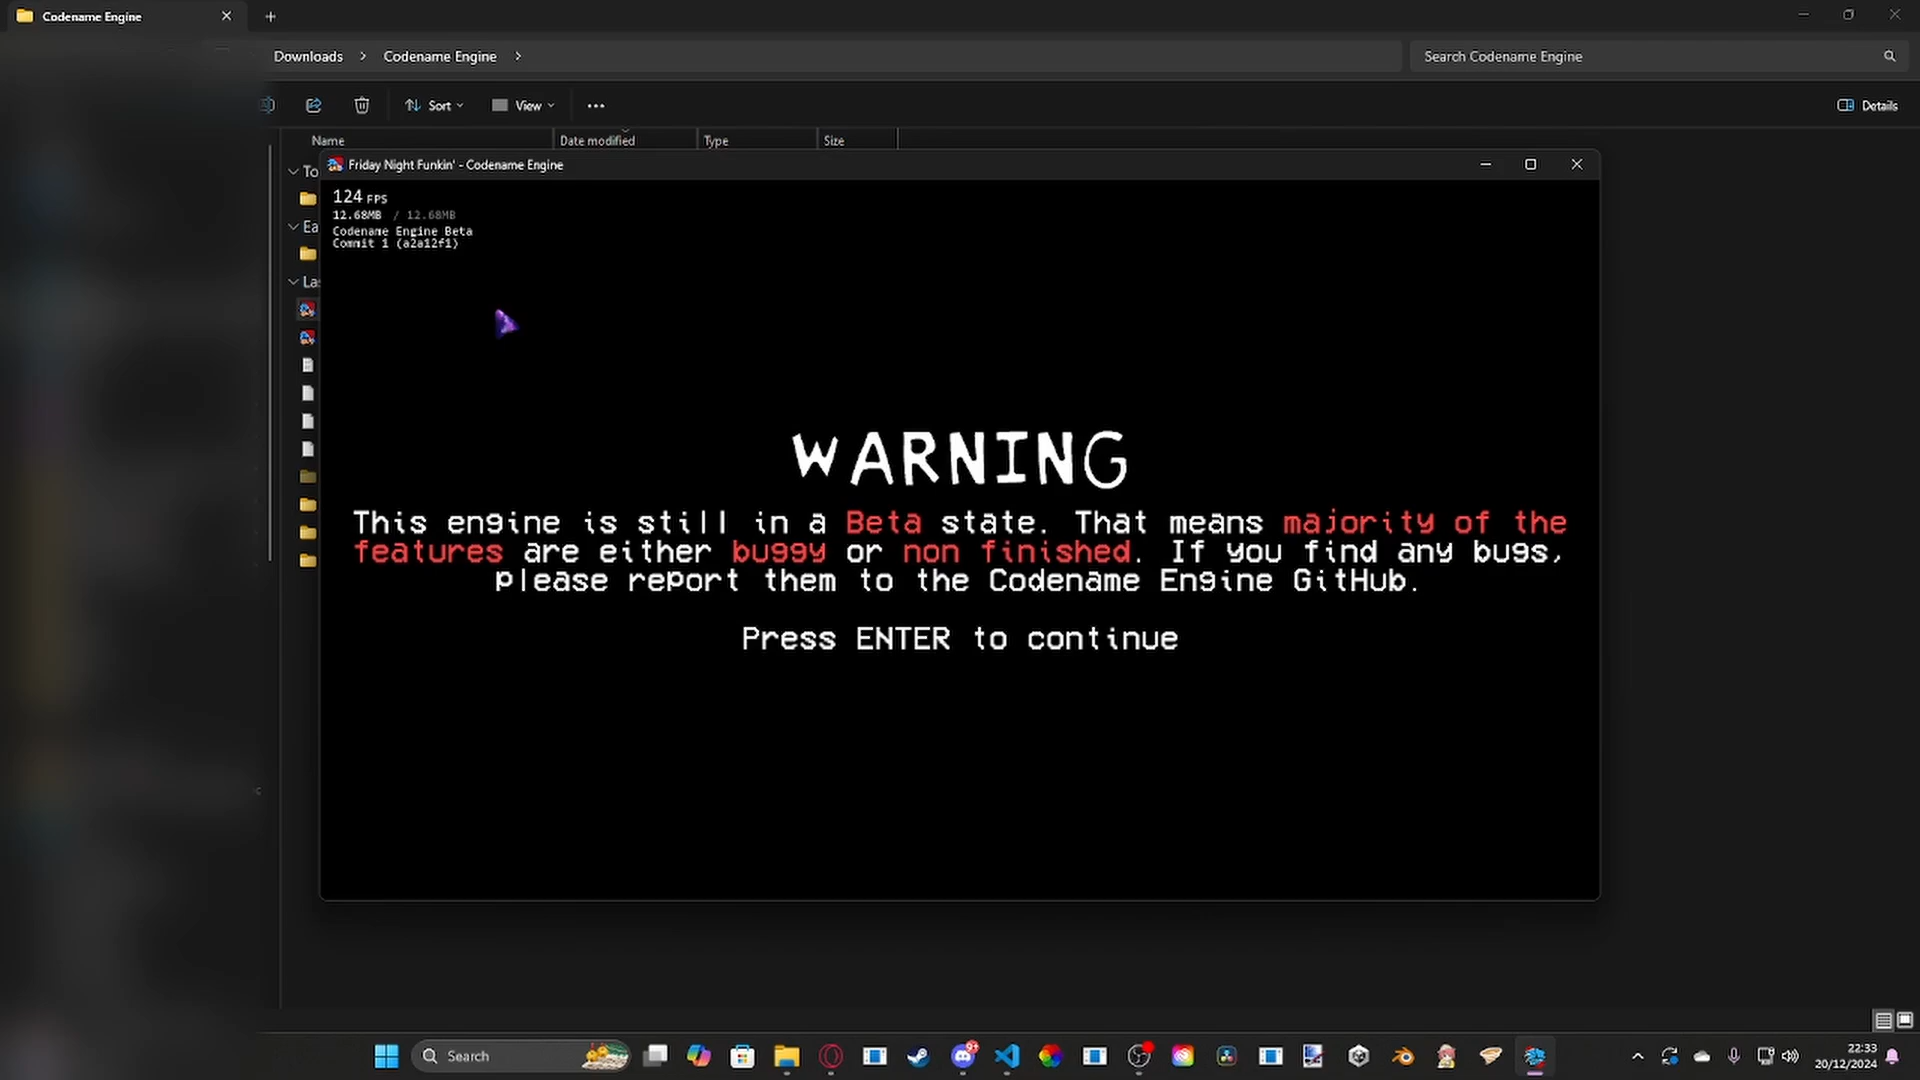 Codename Engine
Downloads > Codename Engine >
Search Codename Engine
Sort
View
Details
Name
Date modified
Type
Size
To
Ea
Las
Friday Night Funkin' - Codename Engine
124 FPS
12.68MB / 12.68MB
Codename Engine Beta
Commit 1 (a2a12f1)
WARNING
This engine is still in a Beta state. That means majority of the
features are either buggy or non finished. If you find any bugs,
please report them to the Codename Engine GitHub.
Press ENTER to continue
Search
9+
22:33
20/12/2024